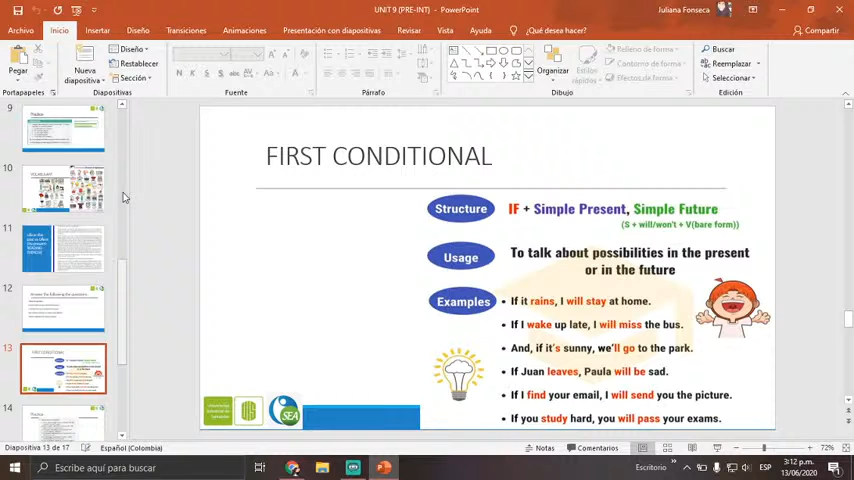 UNIT 9 (PRE-INT) - PowerPoint
Juliana Fonseca
Archivo Inicio Insertar Diseño Transiciones Animaciones Presentación con diapositivas Revisar Vista Ayuda ¿Qué desea hacer? Compartir
Pegar
Nueva diapositiva
Diseño
Restablecer
Sección
N K S
Organizar
Estilos rápidos
Relleno de forma
Contorno de forma
Efectos de forma
Buscar
Reemplazar
Seleccionar
Portapapeles Diapositivas Fuente Párrafo Dibujo Edición
9
10
11
12
13
14
FIRST CONDITIONAL
Structure
IF + Simple Present, Simple Future
(S + will/won't + V(bare form))
Usage
To talk about possibilities in the present
or in the future
Examples
• If it rains, I will stay at home.
• If I wake up late, I will miss the bus.
• And, if it's sunny, we'll go to the park.
• If Juan leaves, Paula will be sad.
• If I find your email, I will send you the picture.
• If you study hard, you will pass your exams.
SEA
Diapositiva 13 de 17 Español (Colombia) Notas Comentarios 72%
Escribe aquí para buscar
Escritorio
ESP
3:12 p.m.
13/06/2020